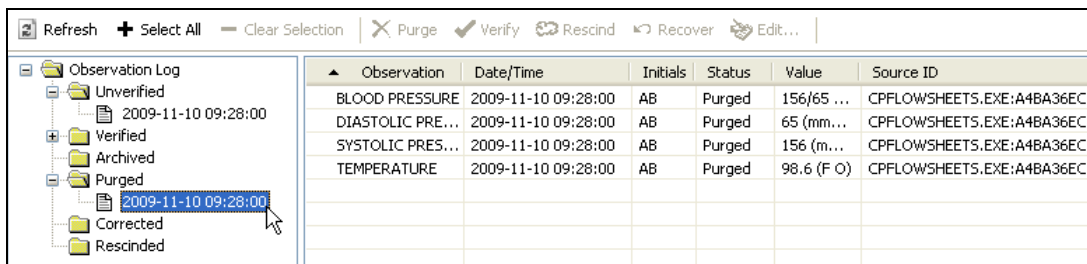 Refresh Select All Clear Selection Purge Verify Rescind Recover Edit...
Observation Log
Unverified
2009-11-10 09:28:00
Verified
Archived
Purged
2009-11-10 09:28:00
Corrected
Rescinded
Observation Date/Time Initials Status Value Source ID
BLOOD PRESSURE 2009-11-10 09:28:00 AB Purged 156/65 ... CPFLOWSHEETS.EXE:A4BA36EC
DIASTOLIC PRE... 2009-11-10 09:28:00 AB Purged 65 (mm... CPFLOWSHEETS.EXE:A4BA36EC
SYSTOLIC PRES... 2009-11-10 09:28:00 AB Purged 156 (m... CPFLOWSHEETS.EXE:A4BA36EC
TEMPERATURE 2009-11-10 09:28:00 AB Purged 98.6 (F O) CPFLOWSHEETS.EXE:A4BA36EC